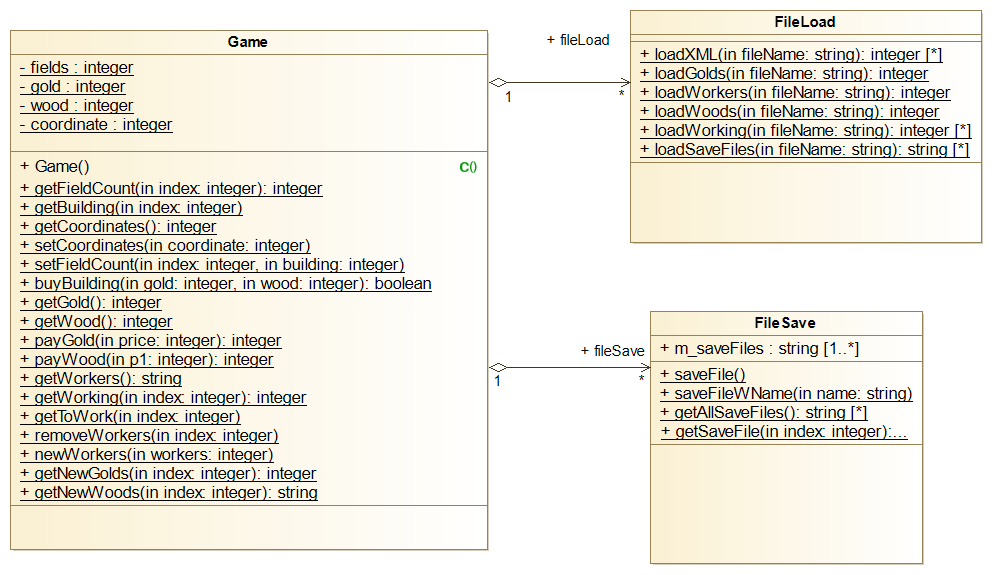 Game
- fields : integer
- gold : integer
- wood : integer
- coordinate : integer
+ Game() C()
+ getFieldCount(in index: integer): integer
+ getBuilding(in index: integer)
+ getCoordinates(): integer
+ setCoordinates(in coordinate: integer)
+ setFieldCount(in index: integer, in building: integer)
+ buyBuilding(in gold: integer, in wood: integer): boolean
+ getGold(): integer
+ getWood(): integer
+ payGold(in price: integer): integer
+ payWood(in p1: integer): integer
+ getWorkers(): string
+ getWorking(in index: integer): integer
+ getToWork(in index: integer)
+ removeWorkers(in index: integer)
+ newWorkers(in workers: integer)
+ getNewGolds(in index: integer): integer
+ getNewWoods(in index: integer): string
+ fileLoad
1
*
FileLoad
+ loadXML(in fileName: string): integer [*]
+ loadGolds(in fileName: string): integer
+ loadWorkers(in fileName: string): integer
+ loadWoods(in fileName: string): integer
+ loadWorking(in fileName: string): integer [*]
+ loadSaveFiles(in fileName: string): string [*]
+ fileSave
1
*
FileSave
+ m_saveFiles : string [1..*]
+ saveFile()
+ saveFileWName(in name: string)
+ getAllSaveFiles(): string [*]
+ getSaveFile(in index: integer):...